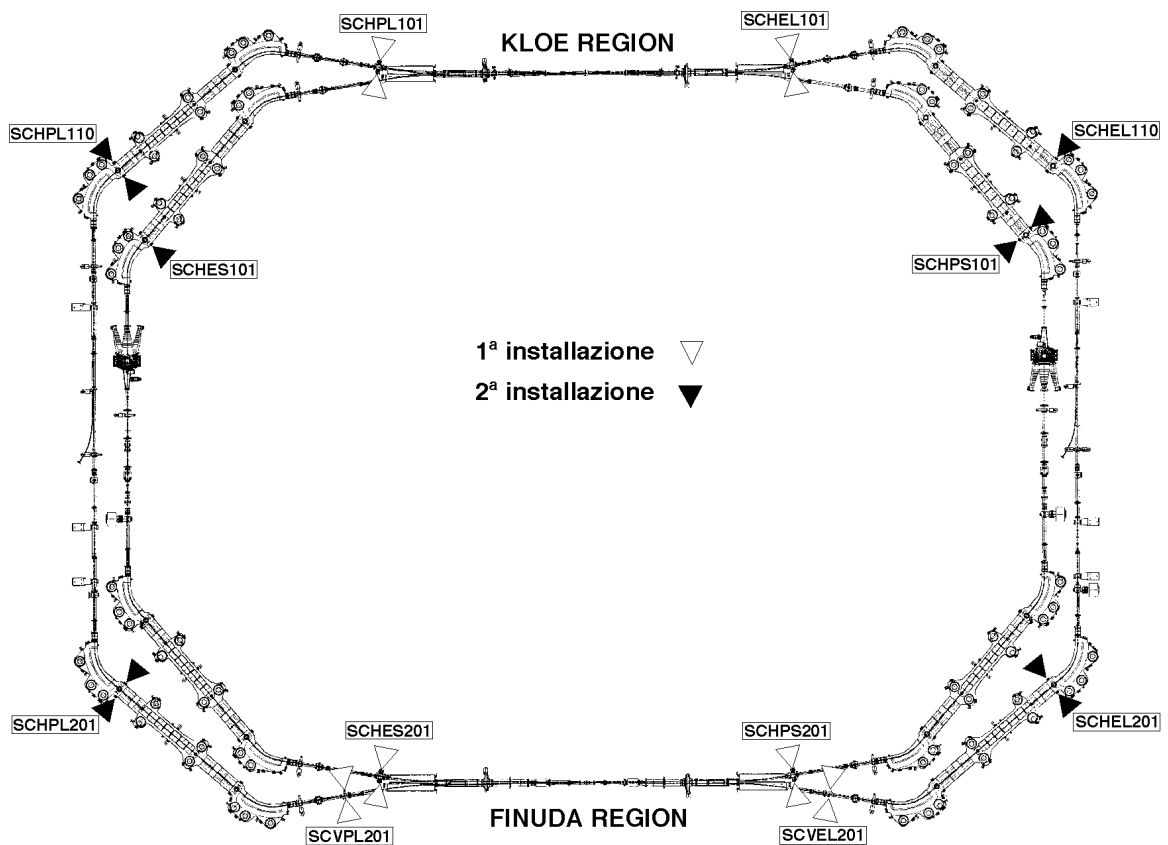 SCHPL101
SCHEL101
KLOE REGION
SCHPL110
SCHEL110
SCHES101
SCHPS101
1ª installazione
2ª installazione
SCHPL201
SCHEL201
SCHES201
SCHPS201
FINUDA REGION
SCVPL201
SCVEL201